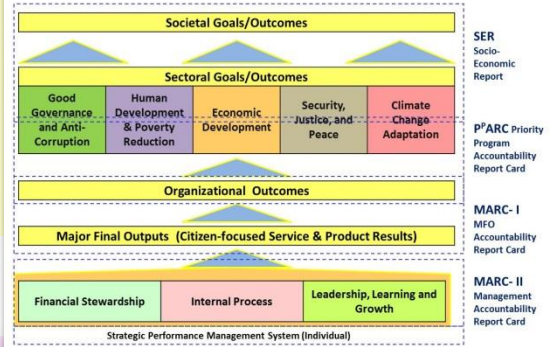 Societal Goals/Outcomes
Sectoral Goals/Outcomes
Good
Governance
and Anti-
Corruption
Human
Development
& Poverty
Reduction
Economic
Development
Security,
Justice, and
Peace
Climate
Change
Adaptation
Organizational Outcomes
Major Final Outputs (Citizen-focused Service & Product Results)
Financial Stewardship
Internal Process
Leadership, Learning and
Growth
Strategic Performance Management System (Individual)
SER
Socio-
Economic
Report
PPARC Priority
Program
Accountability
Report Card
MARC- I
MFO
Accountability
Report Card
MARC- II
Management
Accountability
Report Card